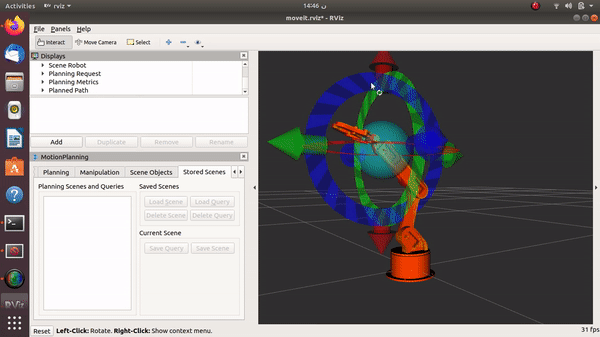 Activities
rviz
14:46
ن
moveit.rviz* - RViz
File Panels Help
Interact Move Camera Select
Displays
Scene Robot
Planning Request
Planning Metrics
Planned Path
Add Duplicate Remove Rename
MotionPlanning
Planning Manipulation Scene Objects Stored Scenes
Planning Scenes and Queries Saved Scenes
Load Scene Load Query
Delete Scene Delete Query
Current Scene
Save Query Save Scene
RViz
Reset Left-Click: Rotate. Right-Click: Show context menu. 31 fps